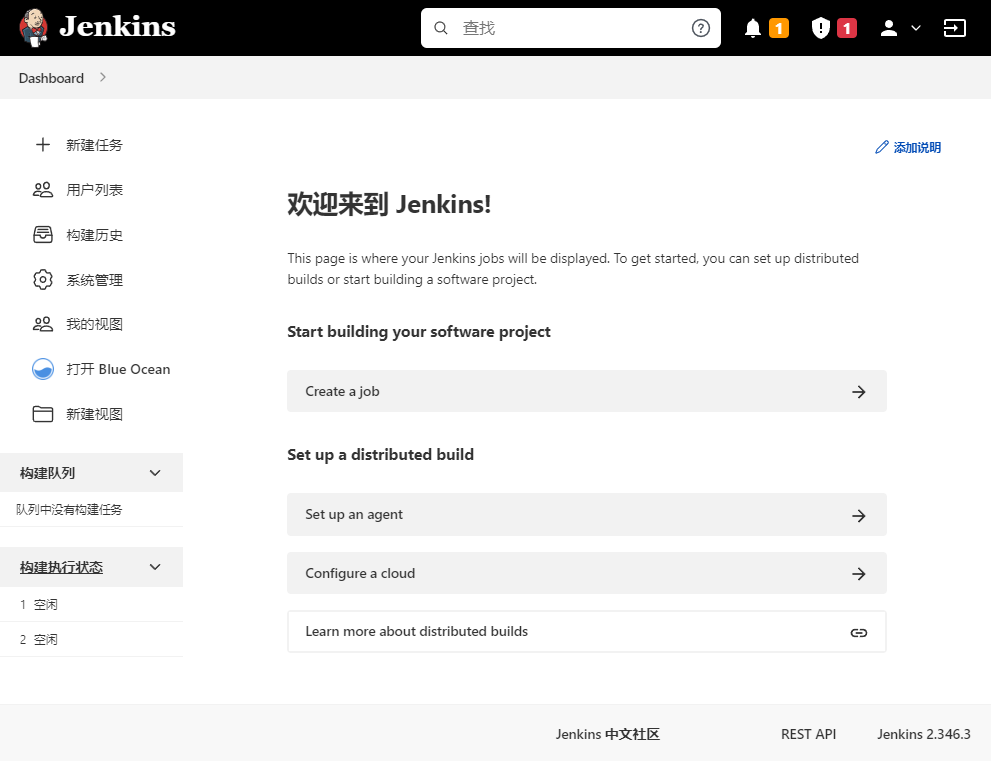 Jenkins
查找
1
1
Dashboard
新建任务
用户列表
构建历史
系统管理
我的视图
打开 Blue Ocean
新建视图
构建队列
队列中没有构建任务
构建执行状态
1 空闲
2 空闲
添加说明
欢迎来到 Jenkins!
This page is where your Jenkins jobs will be displayed. To get started, you can set up distributed
builds or start building a software project.
Start building your software project
Create a job
Set up a distributed build
Set up an agent
Configure a cloud
Learn more about distributed builds
Jenkins 中文社区
REST API
Jenkins 2.346.3